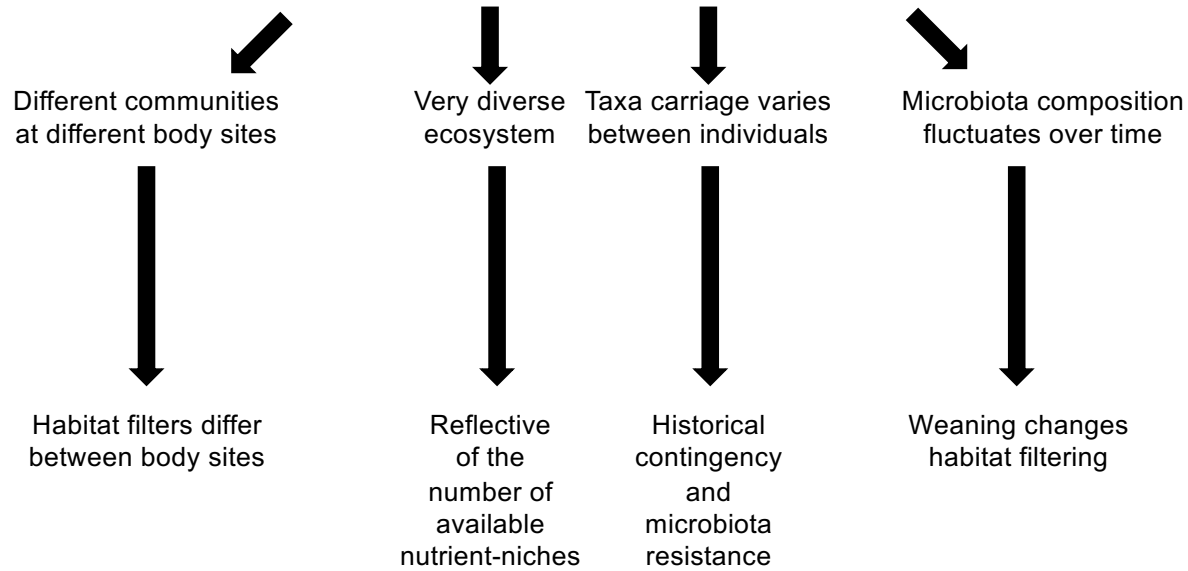 Different communities
at different body sites
Very diverse
ecosystem
Taxa carriage varies
between individuals
Microbiota composition
fluctuates over time
Habitat filters differ
between body sites
Reflective
of the
number of
available
nutrient-niches
Historical
contingency
and
microbiota
resistance
Weaning changes
habitat filtering